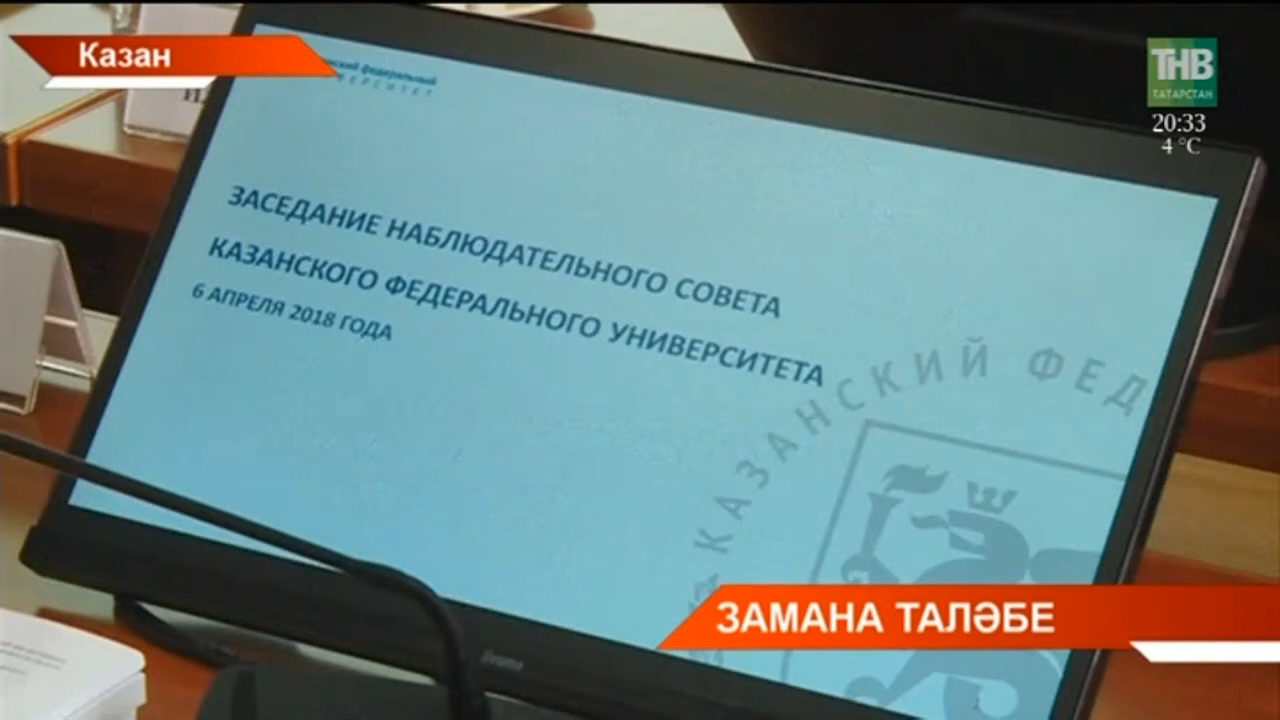 Казан
ТНВ
ТАТАРСТАН
20:33
4 °C
федеральный
ЗАСЕДАНИЕ НАБЛЮДАТЕЛЬНОГО СОВЕТА
КАЗАНСКОГО ФЕДЕРАЛЬНОГО УНИВЕРСИТЕТА
6 АПРЕЛЯ 2018 ГОДА
КАЗАНСКИЙ
ЗАМАНА ТАЛӘБЕ
iiyama